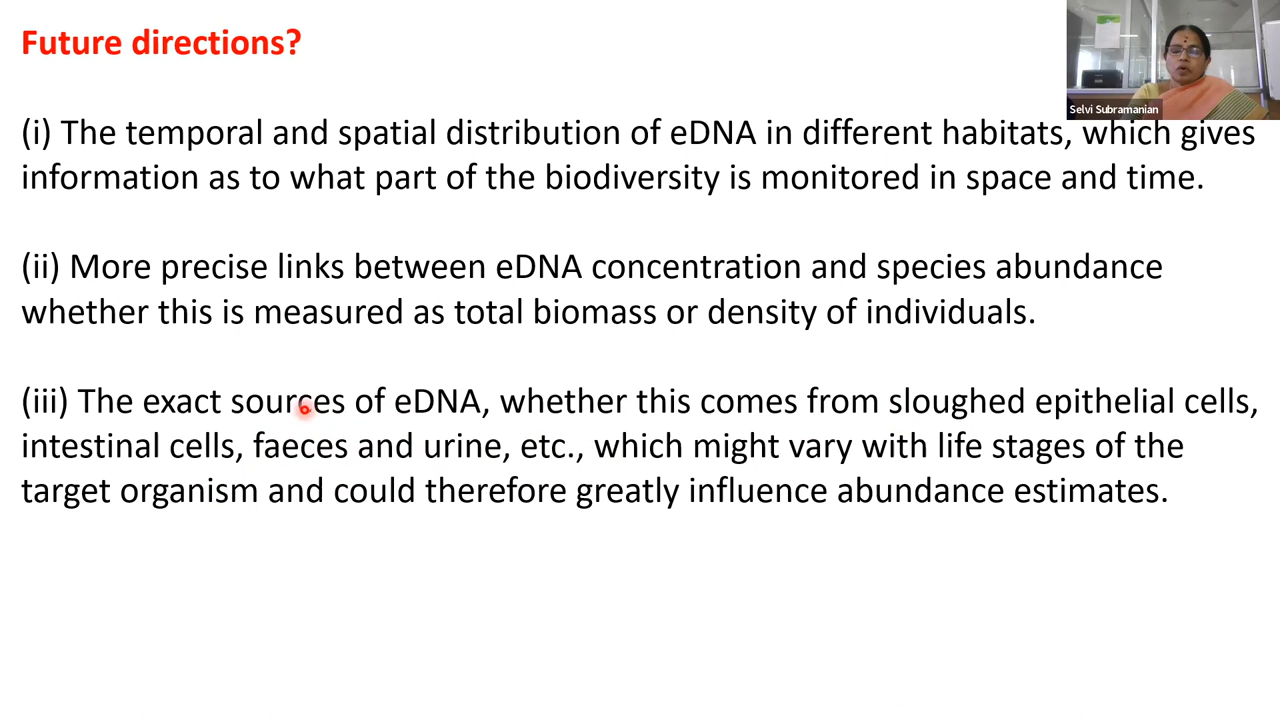 Future directions?
Selvi Subramanian
(i) The temporal and spatial distribution of eDNA in different habitats, which gives
information as to what part of the biodiversity is monitored in space and time.
(ii) More precise links between eDNA concentration and species abundance
whether this is measured as total biomass or density of individuals.
(iii) The exact sources of eDNA, whether this comes from sloughed epithelial cells,
intestinal cells, faeces and urine, etc., which might vary with life stages of the
target organism and could therefore greatly influence abundance estimates.